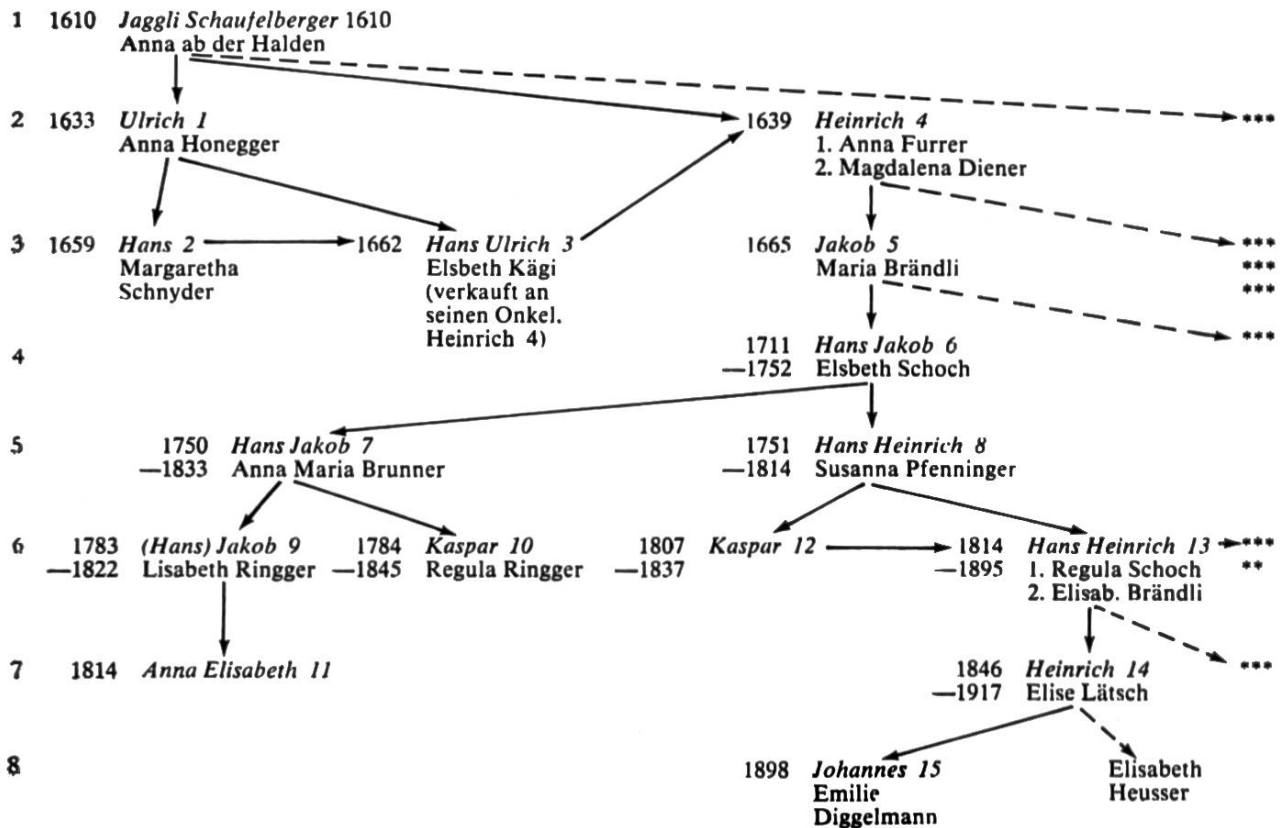 1 1610 Jaggli Schaufelberger 1610
Anna ab der Halden
2 1633 Ulrich 1 1639 Heinrich 4 ***
Anna Honegger 1. Anna Furrer
2. Magdalena Diener
3 1659 Hans 2 1662 Hans Ulrich 3 1665 Jakob 5 ***
Margaretha Elsbeth Kägi Maria Brändli ***
Schnyder (verkauft an ***
seinen Onkel.
Heinrich 4) 1711 Hans Jakob 6 ***
4 —1752 Elsbeth Schoch
5 1750 Hans Jakob 7 1751 Hans Heinrich 8
—1833 Anna Maria Brunner —1814 Susanna Pfenninger
6 1783 (Hans) Jakob 9 1784 Kaspar 10 1807 Kaspar 12 1814 Hans Heinrich 13 ***
—1822 Lisabeth Ringger —1845 Regula Ringger —1837 —1895 1. Regula Schoch **
2. Elisab. Brändli
7 1814 Anna Elisabeth 11 1846 Heinrich 14 ***
—1917 Elise Lätsch
8 1898 Johannes 15 Elisabeth
Emilie Heusser
Diggelmann